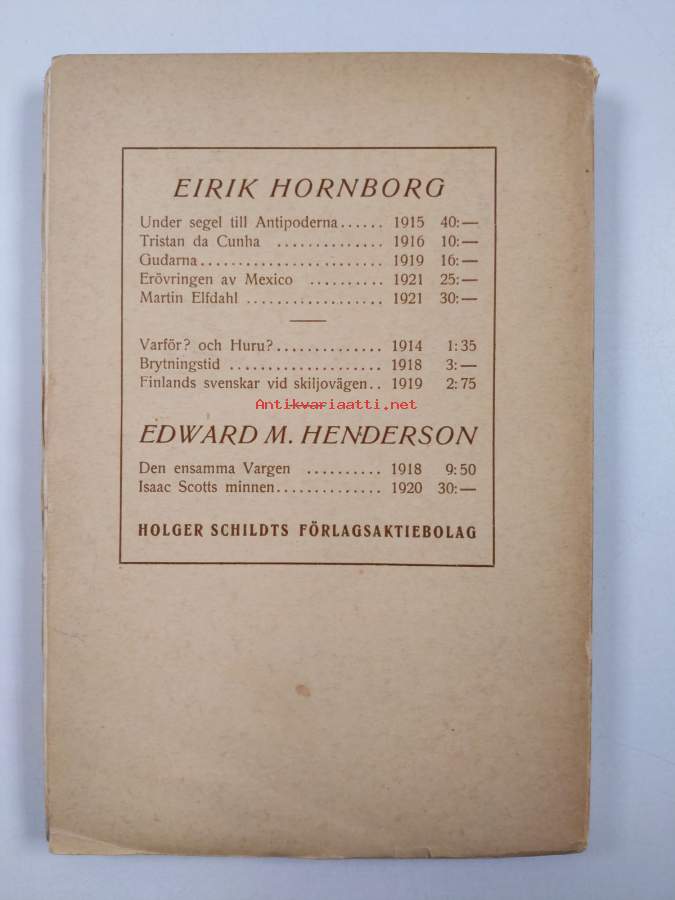 EIRIK HORNBORG
Under segel till Antipoderna...... 1915 40:—
Tristan da Cunha .............. 1916 10:—
Gudarna........................ 1919 16:—
Erövringen av Mexico .......... 1921 25:—
Martin Elfdahl .................. 1921 30:—
Varför? och Huru?.............. 1914 1:35
Brytningstid .................... 1918 3:—
Finlands svenskar vid skiljovägen.. 1919 2:75
Antikvariaatti.net
EDWARD M. HENDERSON
Den ensamma Vargen .......... 1918 9:50
Isaac Scotts minnen.............. 1920 30:—
HOLGER SCHILDTS FÖRLAGSAKTIEBOLAG